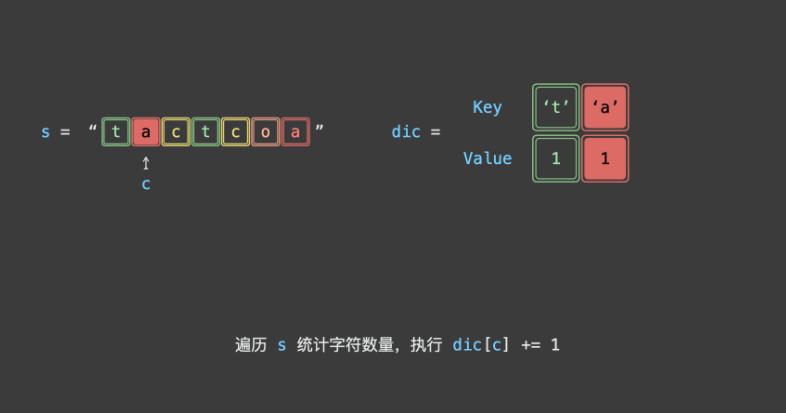 Key ‘t’ ‘a’
s = “ t a c t c o a ” dic =
Value 1 1
c
遍历 s 统计字符数量，执行 dic[c] += 1